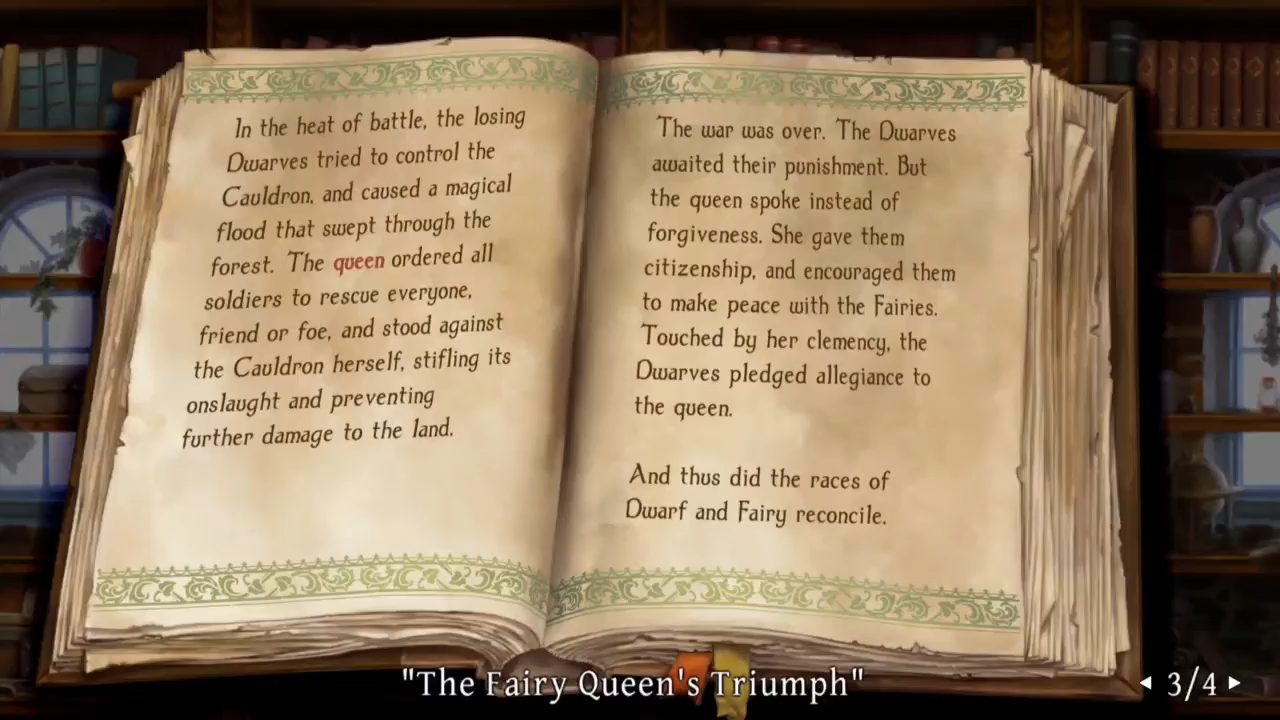 In the heat of battle, the losing
Dwarves tried to control the
Cauldron, and caused a magical
flood that swept through the
forest. The queen ordered all
soldiers to rescue everyone,
friend or foe, and stood against
the Cauldron herself, stifling its
onslaught and preventing
further damage to the land.
The war was over. The Dwarves
awaited their punishment. But
the queen spoke instead of
forgiveness. She gave them
citizenship, and encouraged them
to make peace with the Fairies.
Touched by her clemency, the
Dwarves pledged allegiance to
the queen.
And thus did the races of
Dwarf and Fairy reconcile.
"The Fairy Queen's Triumph"
3/4